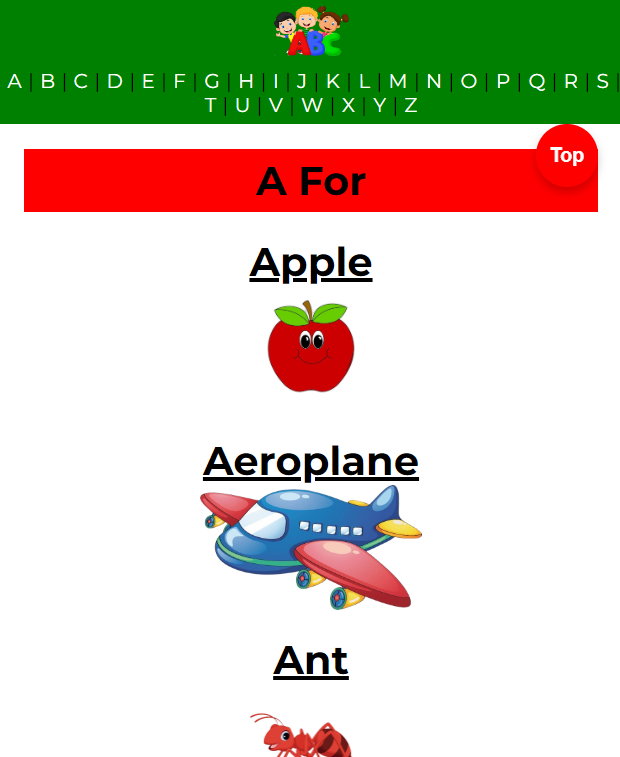 ABC
A | B | C | D | E | F | G | H | I | J | K | L | M | N | O | P | Q | R | S |
T | U | V | W | X | Y | Z
Top
A For
Apple
Aeroplane
Ant